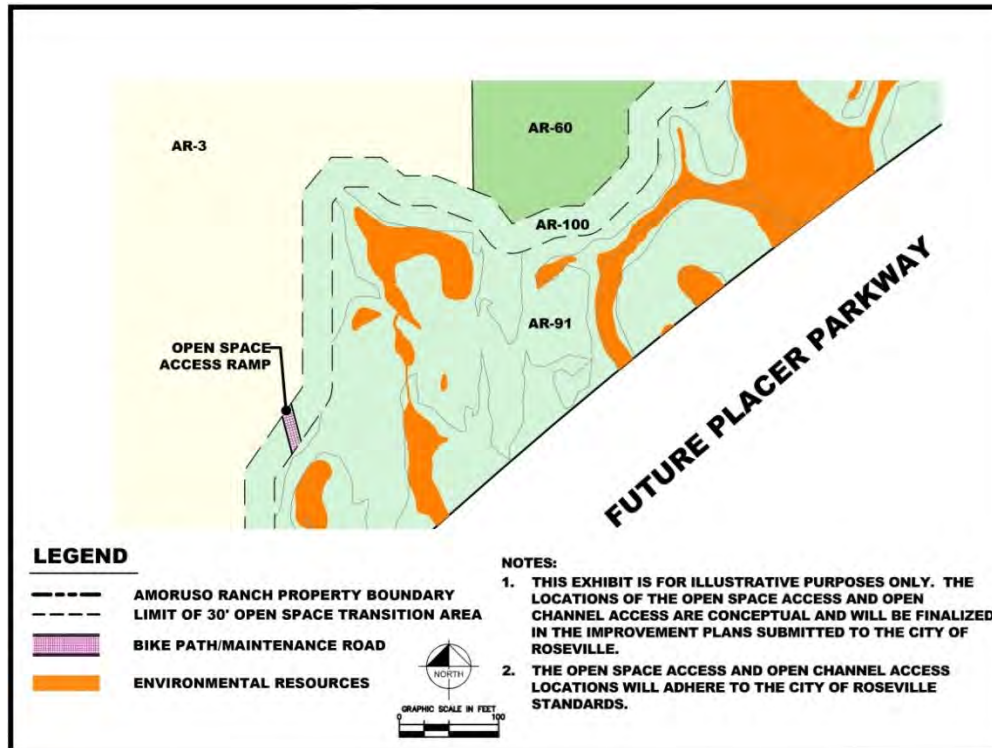 AR-3
AR-60
AR-100
AR-91
OPEN SPACE
ACCESS RAMP
FUTURE PLACER PARKWAY
LEGEND
AMORUSO RANCH PROPERTY BOUNDARY
LIMIT OF 30' OPEN SPACE TRANSITION AREA
BIKE PATH/MAINTENANCE ROAD
ENVIRONMENTAL RESOURCES
NORTH
GRAPHIC SCALE IN FEET
0 100
NOTES:
1. THIS EXHIBIT IS FOR ILLUSTRATIVE PURPOSES ONLY. THE
LOCATIONS OF THE OPEN SPACE ACCESS AND OPEN
CHANNEL ACCESS ARE CONCEPTUAL AND WILL BE FINALIZED
IN THE IMPROVEMENT PLANS SUBMITTED TO THE CITY OF
ROSEVILLE.
2. THE OPEN SPACE ACCESS AND OPEN CHANNEL ACCESS
LOCATIONS WILL ADHERE TO THE CITY OF ROSEVILLE
STANDARDS.